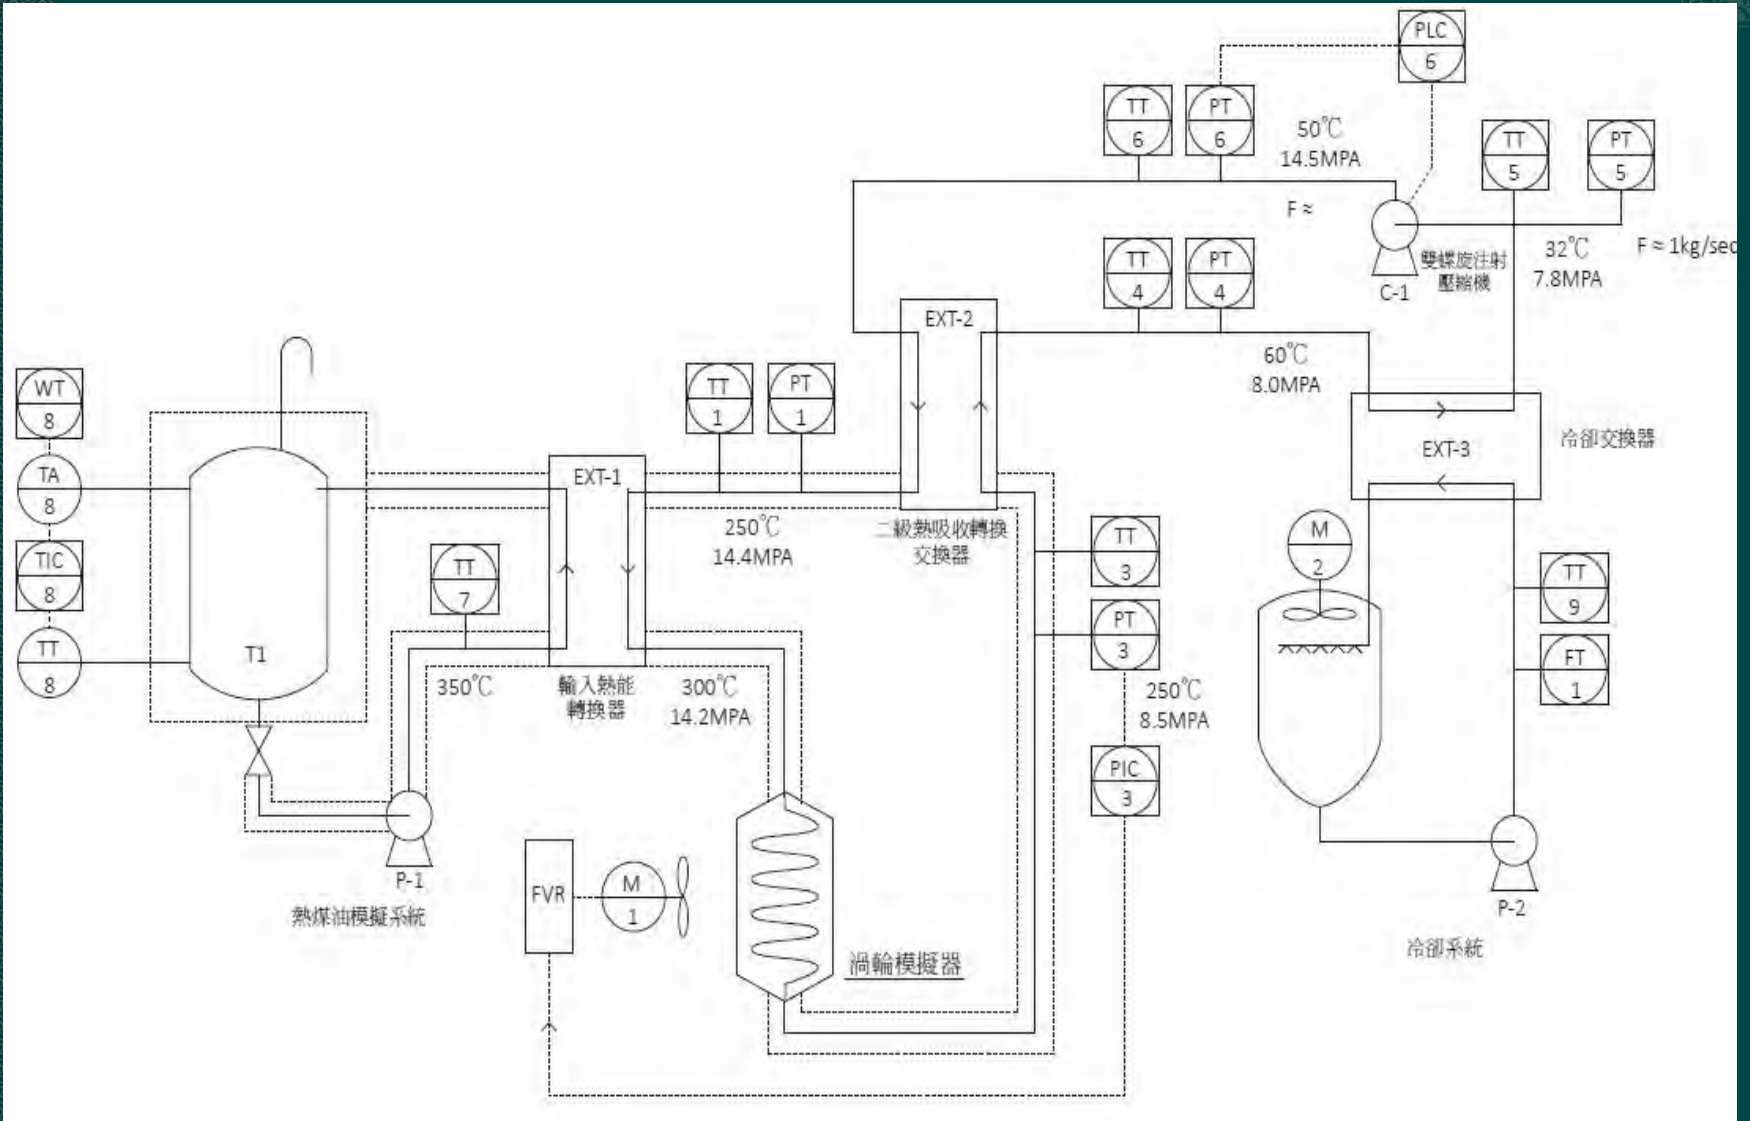 PLC
6
TT
6
PT
6
50℃
14.5MPA
TT
5
PT
5
F ≈
32℃
7.8MPA
F ≈ 1kg/sec
雙螺旋注射
壓縮機
C-1
TT
4
PT
4
EXT-2
60℃
8.0MPA
WT
8
TT
1
PT
1
TA
8
EXT-1
EXT-3
冷卻交換器
250℃
14.4MPA
二級熱吸收轉換
交換器
TIC
8
TT
7
TT
3
M
2
TT
9
TT
8
T1
PT
3
FT
1
350℃
輸入熱能
轉換器
300℃
14.2MPA
250℃
8.5MPA
PIC
3
P-1
熱煤油模擬系統
FVR
M
1
渦輪模擬器
P-2
冷卻系統